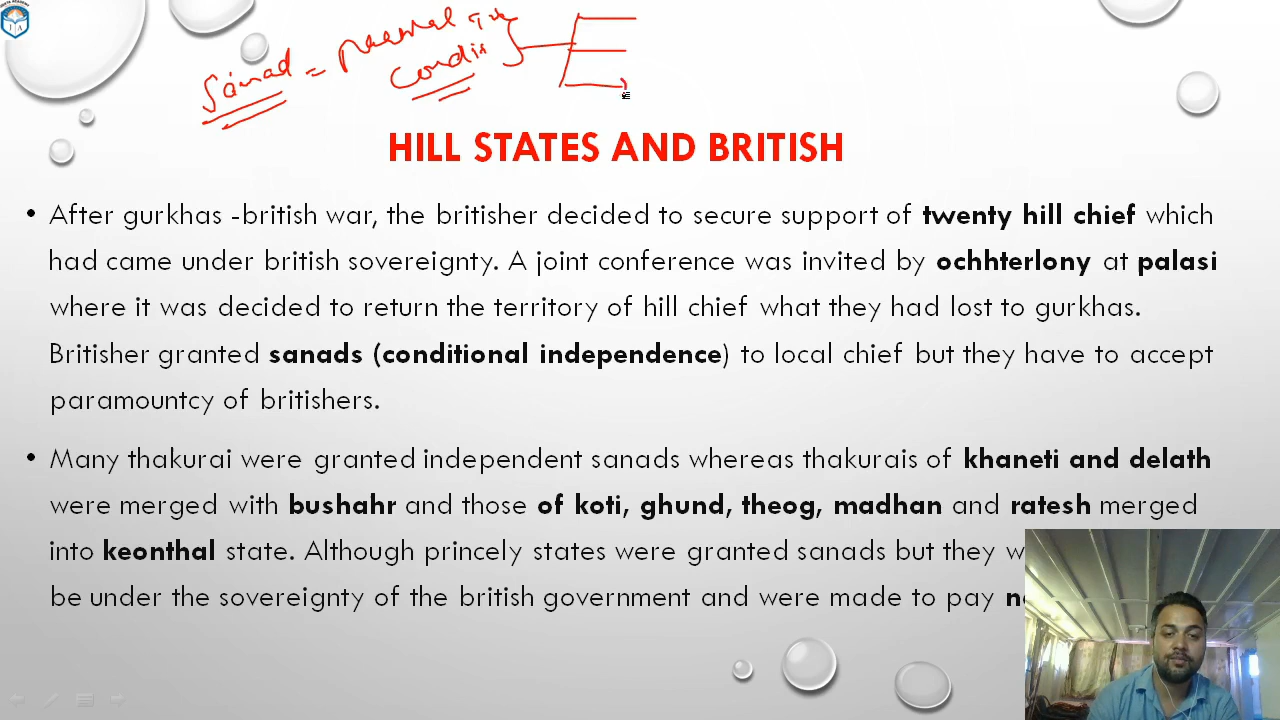 Sanad =
HILL STATES AND BRITISH
• After gurkhas -british war, the britisher decided to secure support of twenty hill chief which
had came under british sovereignty. A joint conference was invited by ochhterlony at palasi
where it was decided to return the territory of hill chief what they had lost to gurkhas.
Britisher granted sanads (conditional independence) to local chief but they have to accept
paramountcy of britishers.
• Many thakurai were granted independent sanads whereas thakurais of khaneti and delath
were merged with bushahr and those of koti, ghund, theog, madhan and ratesh merged
into keonthal state. Although princely states were granted sanads but they
be under the sovereignty of the british government and were made to pay